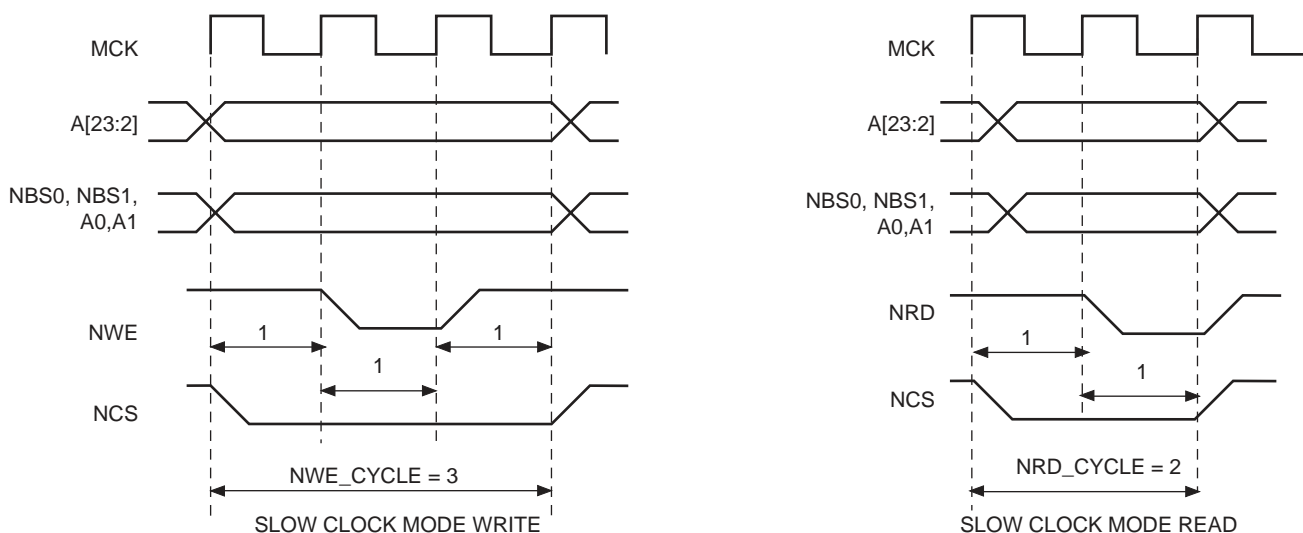 MCK
A[23:2]
NBS0, NBS1,
A0,A1
NWE
1
1
1
NCS
NWE_CYCLE = 3
SLOW CLOCK MODE WRITE
MCK
A[23:2]
NBS0, NBS1,
A0,A1
NRD
1
1
NCS
NRD_CYCLE = 2
SLOW CLOCK MODE READ